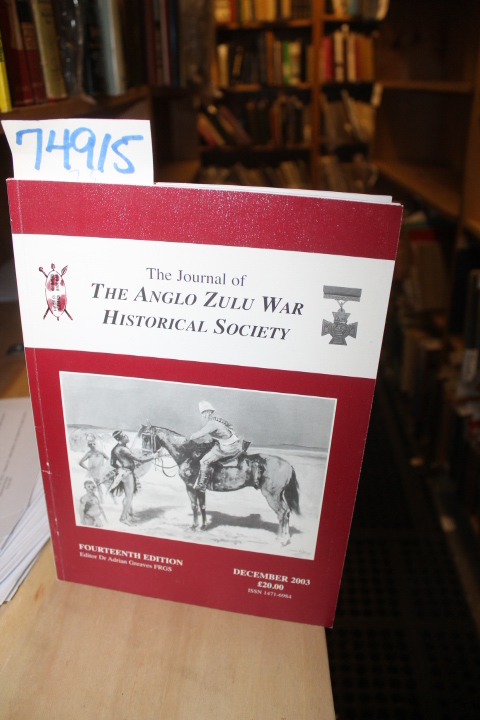 74915
The Journal of
THE ANGLO ZULU WAR
HISTORICAL SOCIETY
FOURTEENTH EDITION
Editor Dr Adrian Greaves FRGS
DECEMBER 2003
£20.00
ISSN 1471-6984